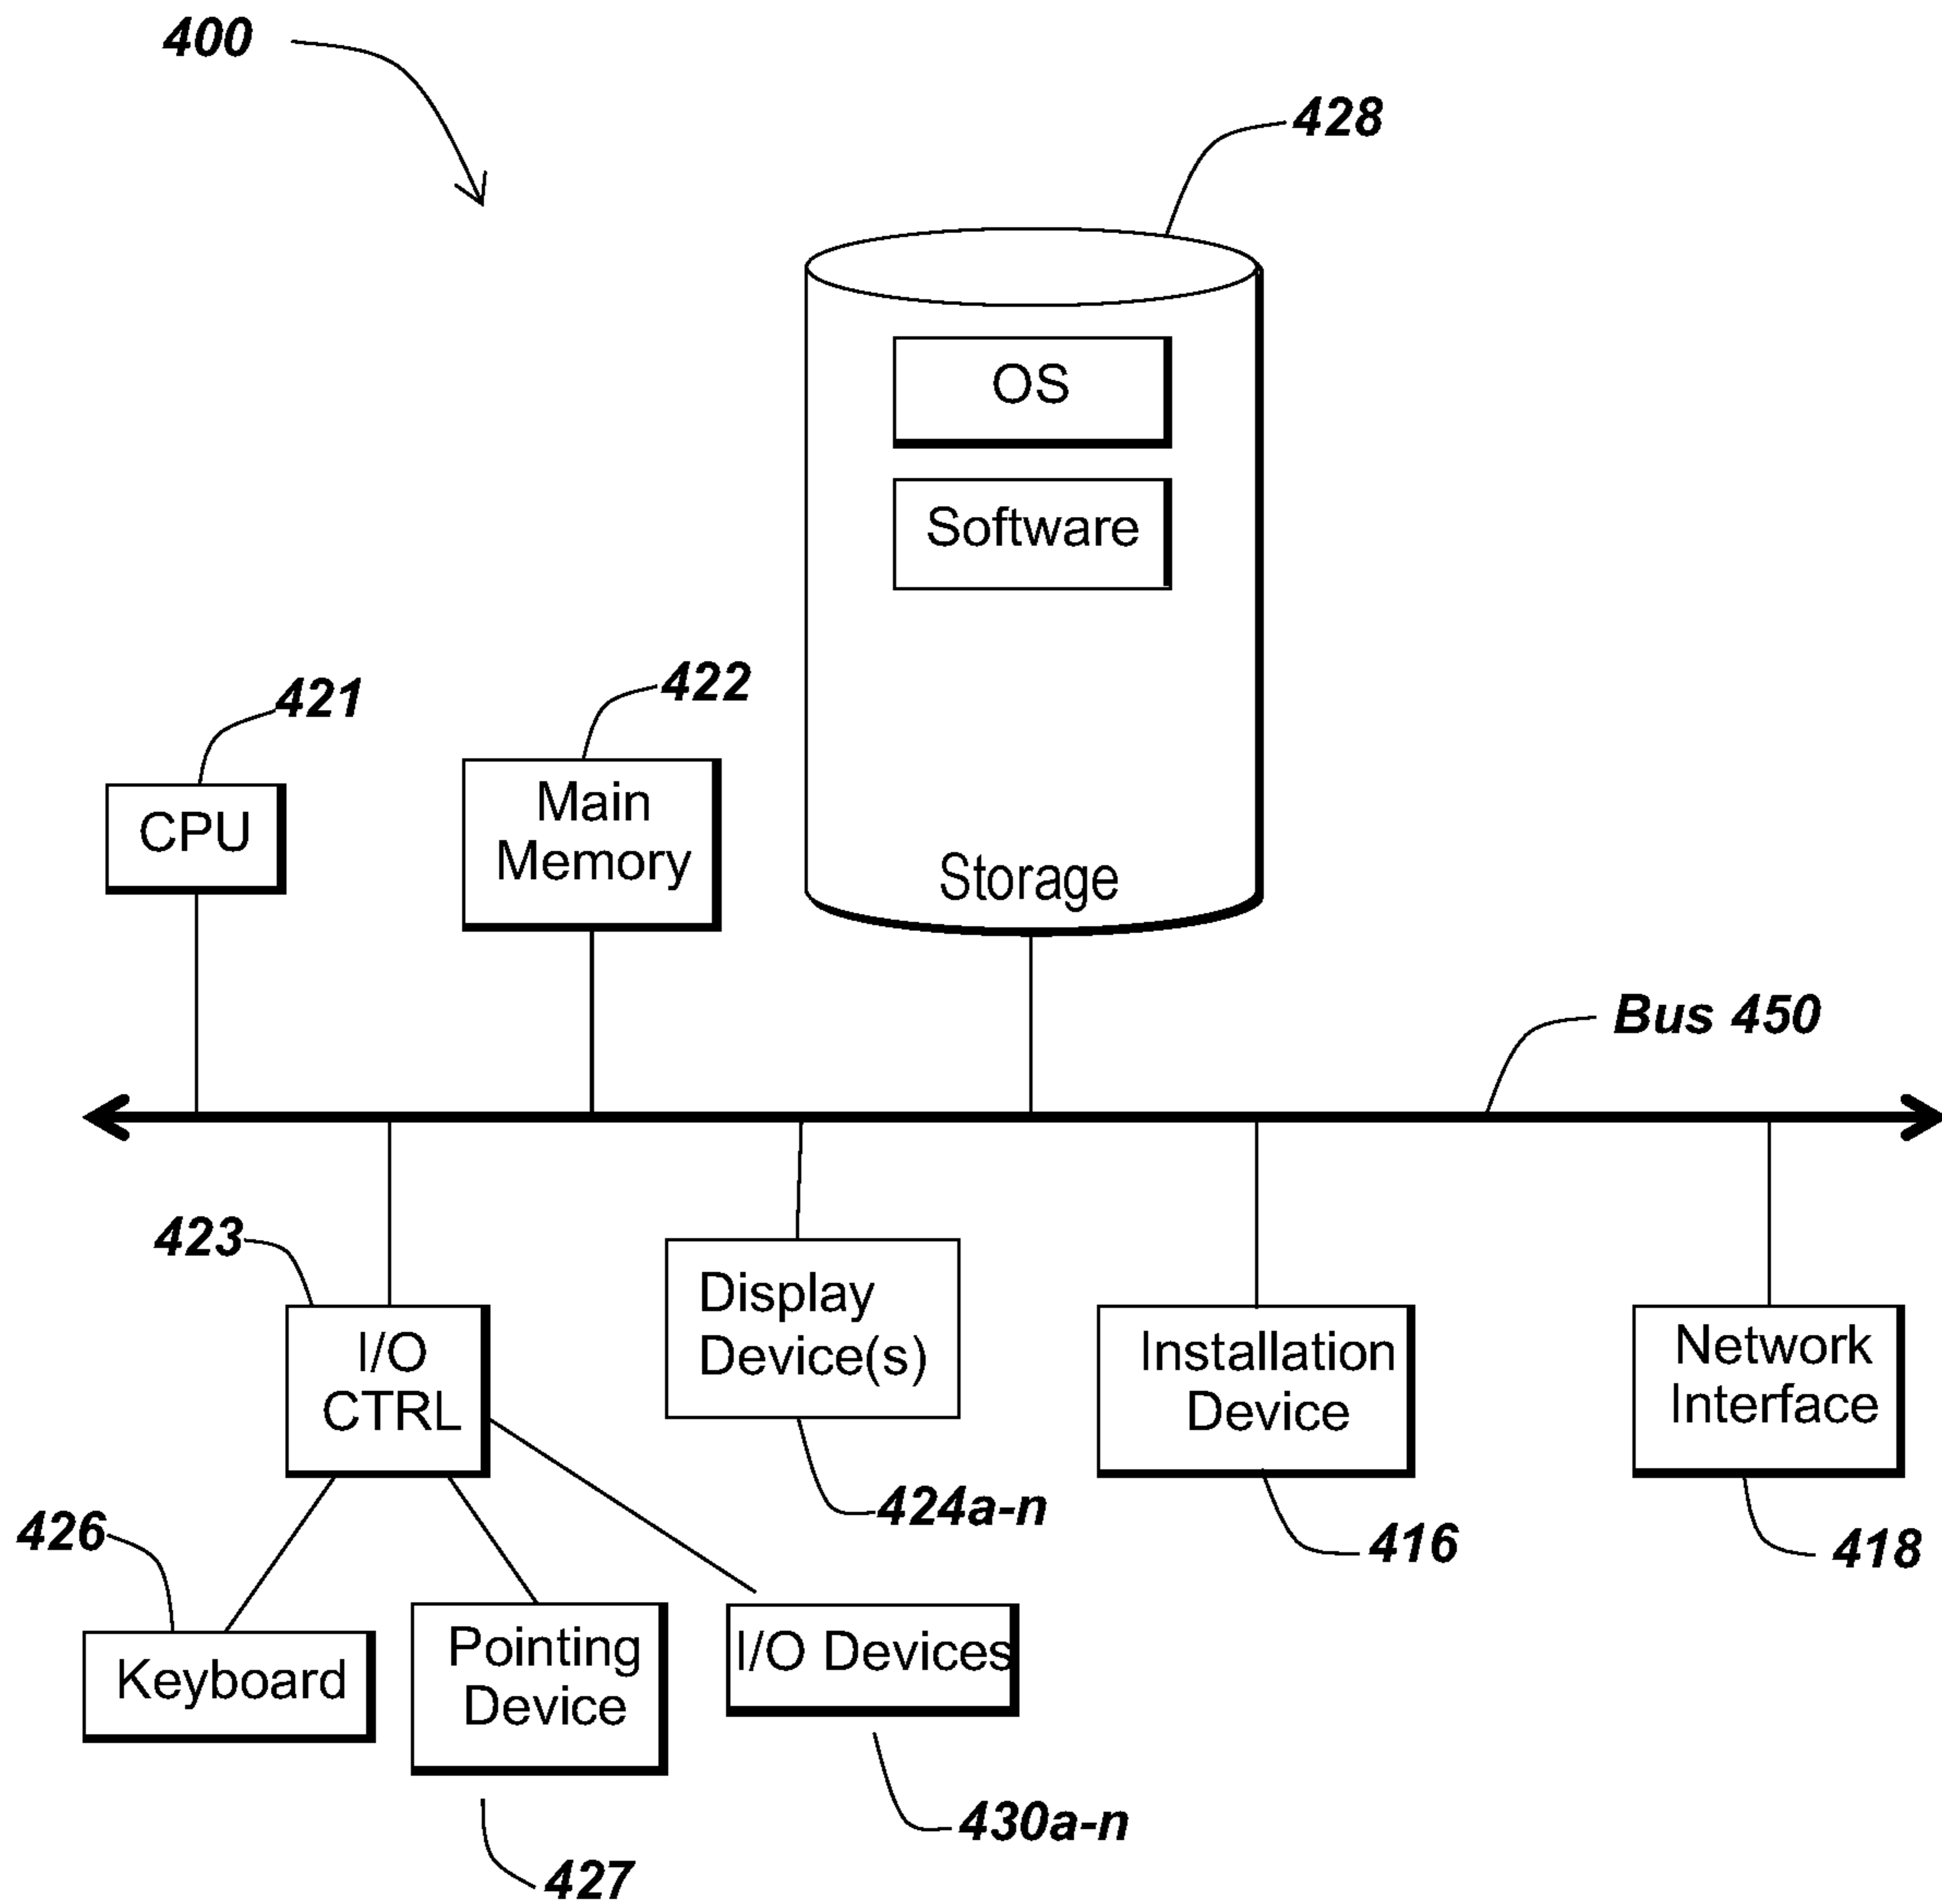 400
428
OS
Software
421
422
CPU
Main
Memory
Storage
Bus 450
423
I/O
CTRL
Display
Device(s)
Installation
Device
Network
Interface
424a-n
416
418
426
Keyboard
Pointing
Device
I/O Devices
430a-n
427